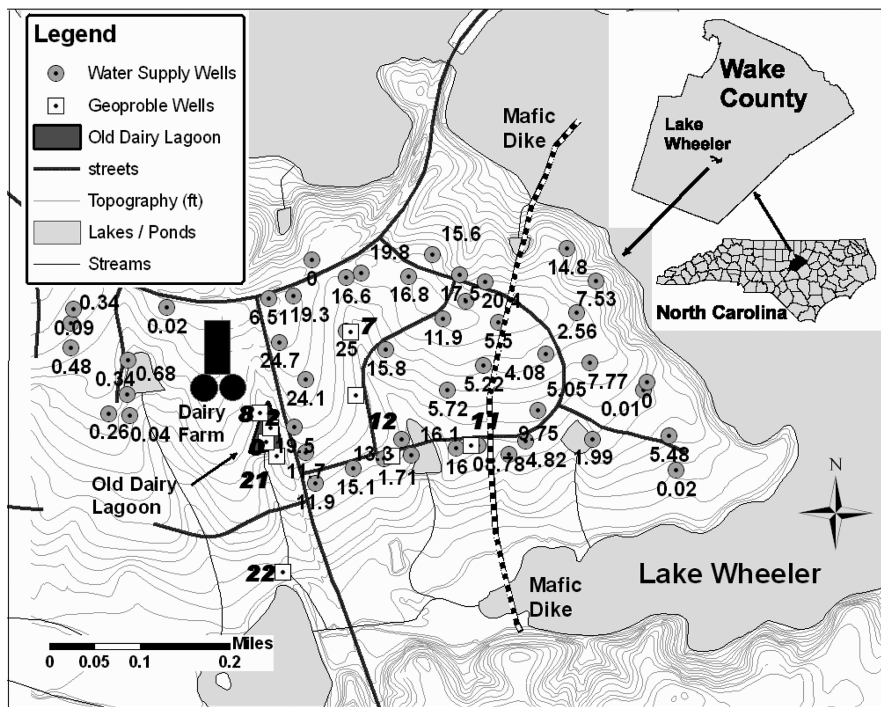 Legend
Water Supply Wells
Geoproble Wells
Old Dairy Lagoon
streets
Topography (ft)
Lakes / Ponds
Streams
Mafic
Dike
Wake
County
Lake
Wheeler
North Carolina
15.6
19.8
14.8
0
16.6
16.8
17.5
20.4
7.53
0.34
0.02
6.51
19.3
2.56
0.09
7
11.9
5.5
25
0.48
24.7
15.8
4.08
0.34
0.68
5.22
7.77
24.1
5.05
0.01
0
Dairy
Farm
8
2
5.72
0.26
0.04
12
11
9.75
19.5
16.1
0
13.3
5.48
Old Dairy
Lagoon
21
11.7
1.71
16
0
5.78
4.82
1.99
15.1
0.02
11.9
N
22
Lake Wheeler
Mafic
Dike
Miles
0 0.05 0.1 0.2